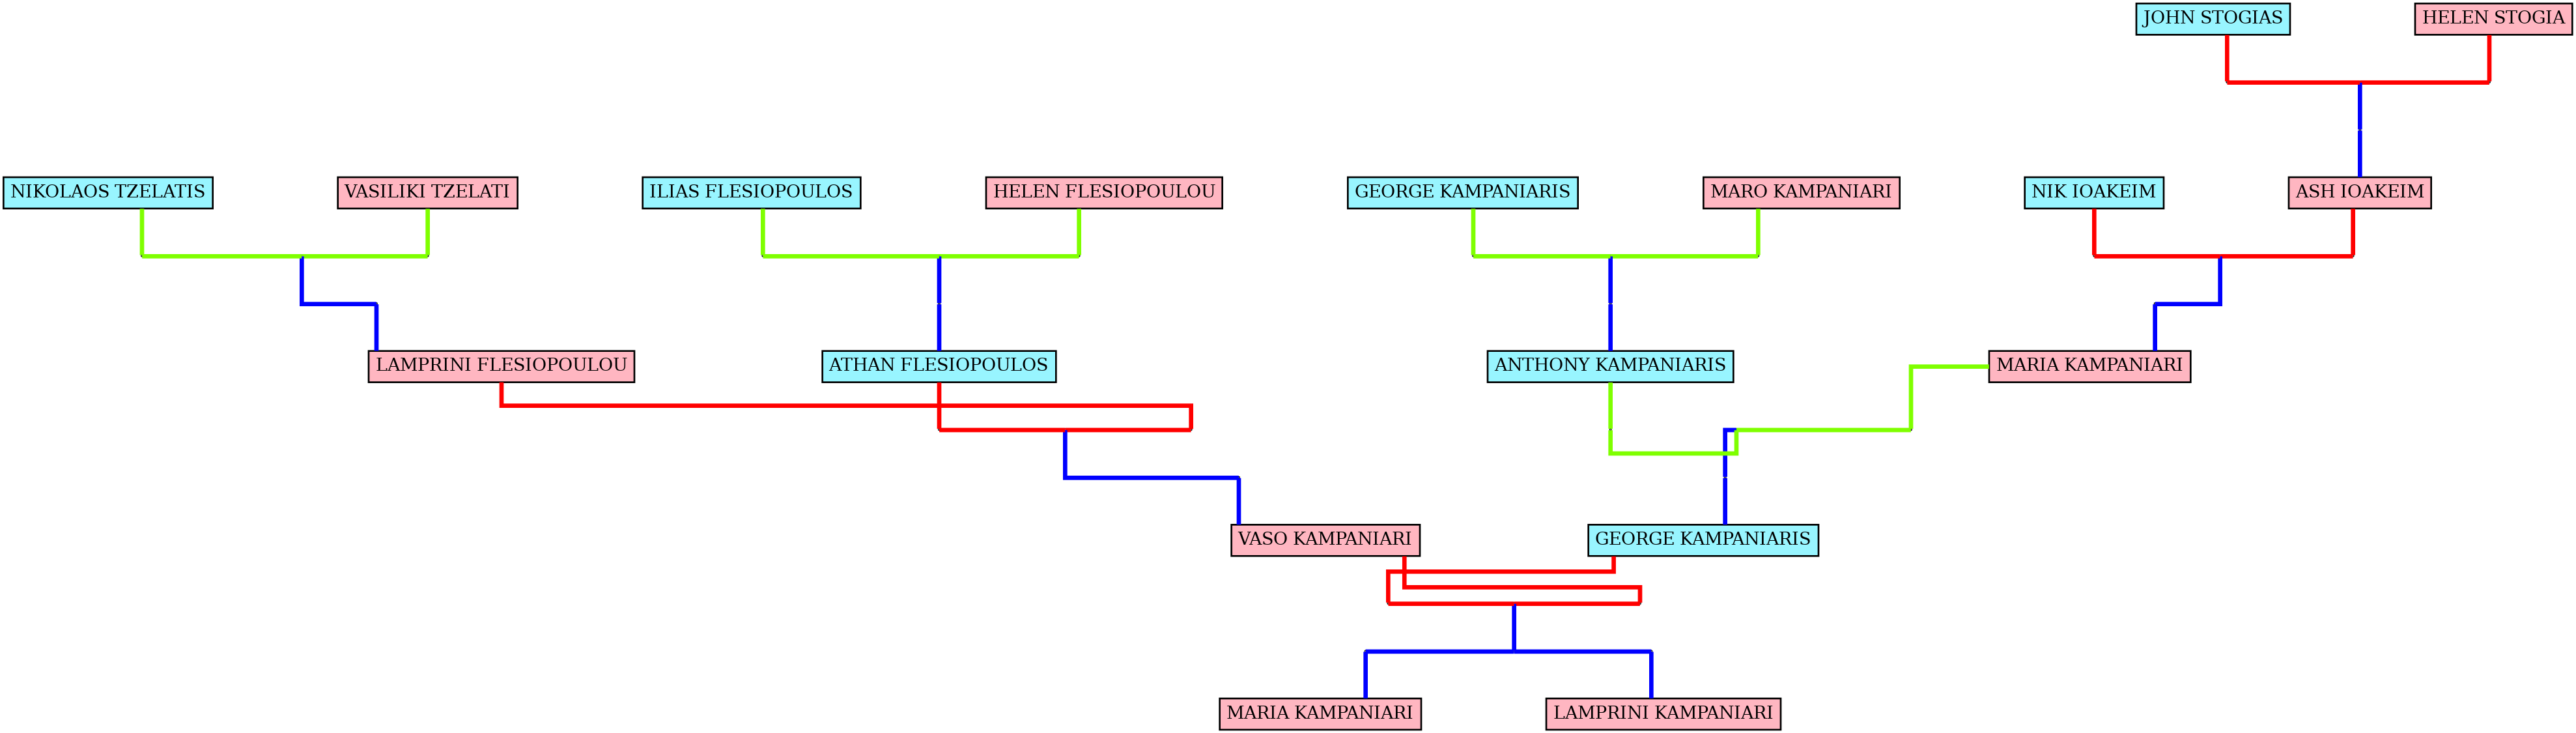 JOHN STOGIAS
HELEN STOGIA
NIKOLAOS TZELATIS
VASILIKI TZELATI
ILIAS FLESIOPOULOS
HELEN FLESIOPOULOU
GEORGE KAMPANIARIS
MARO KAMPANIARI
NIK IOAKEIM
ASH IOAKEIM
LAMPRINI FLESIOPOULOU
ATHAN FLESIOPOULOS
ANTHONY KAMPANIARIS
MARIA KAMPANIARI
VASO KAMPANIARI
GEORGE KAMPANIARIS
MARIA KAMPANIARI
LAMPRINI KAMPANIARI